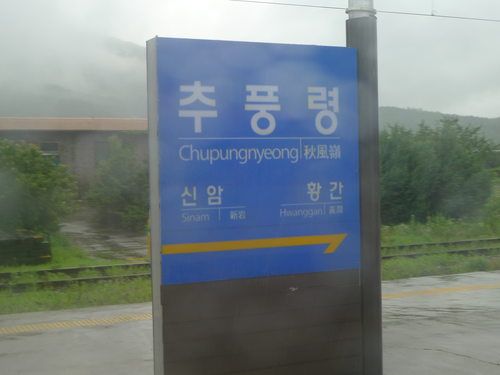 추풍령
Chupungnyeong 秋風嶺
신암 황간
Sinam 新岩 Hwanggan 黃澗